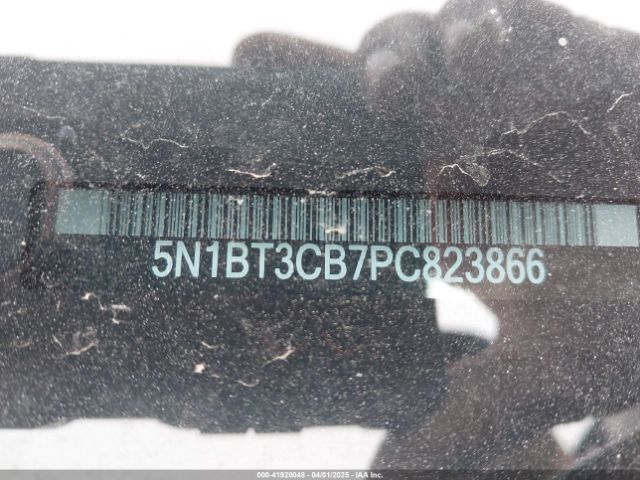 5N1BT3CB7PC823866
000-41920048 - 04/01/2025 - IAA Inc.